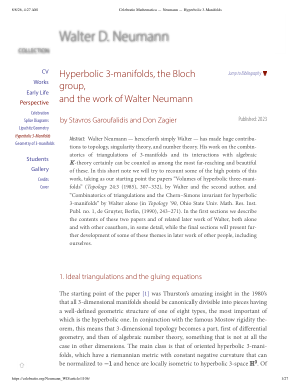 6/8/26, 4:27 AM
Celebratio Mathematica — Neumann — Hyperbolic 3-Manifolds
Walter D. Neumann
COLLECTION
CV
Works
Early Life
Perspective
Celebration
Splice Diagrams
Lipschitz Geometry
Hyperbolic 3-manifolds
Geometry of 3-manifolds
Students
Gallery
Credits
Cover
Hyperbolic 3-manifolds, the Bloch
group,
and the work of Walter Neumann
Jump to Bibliography
by Stavros Garoufalidis and Don Zagier
Published: 2023
Abstract Walter Neumann — henceforth simply Walter — has made huge contribu-
tions to topology, singularity theory, and number theory. His work on the combin-
atorics of triangulations of 3-manifolds and its interactions with algebraic
K-theory certainly can be counted as among the most far-reaching and beautiful
of these. In this short note we will try to recount some of the high points of this
work, taking as our starting point the papers "Volumes of hyperbolic three-mani-
folds" (Topology 24:3 (1985), 307–332), by Walter and the second author, and
"Combinatorics of triangulations and the Chern–Simons invariant for hyperbolic
3-manifolds" by Walter alone (in Topology '90, Ohio State Univ. Math. Res. Inst.
Publ. no. 1, de Gruyter, Berlin, (1990), 243–271). In the first sections we describe
the contents of these two papers and of related later work of Walter, both alone
and with other coauthors, in some detail, while the final sections will present fur-
ther development of some of these themes in later work of other people, including
ourselves.
1. Ideal triangulations and the gluing equations
The starting point of the paper [1] was Thurston's amazing insight in the 1980's
that all 3-dimensional manifolds should be canonically divisible into pieces having
a well-defined geometric structure of one of eight types, the most important of
which is the hyperbolic one. In conjunction with the famous Mostow rigidity the-
orem, this means that 3-dimensional topology becomes a part, first of differential
geometry, and then of algebraic number theory, something that is not at all the
case in other dimensions. The main class is that of oriented hyperbolic 3-mani-
folds, which have a riemannian metric with constant negative curvature that can
be normalized to −1 and hence are locally isometric to hyperbolic 3-space ℍ³. Of
1/27